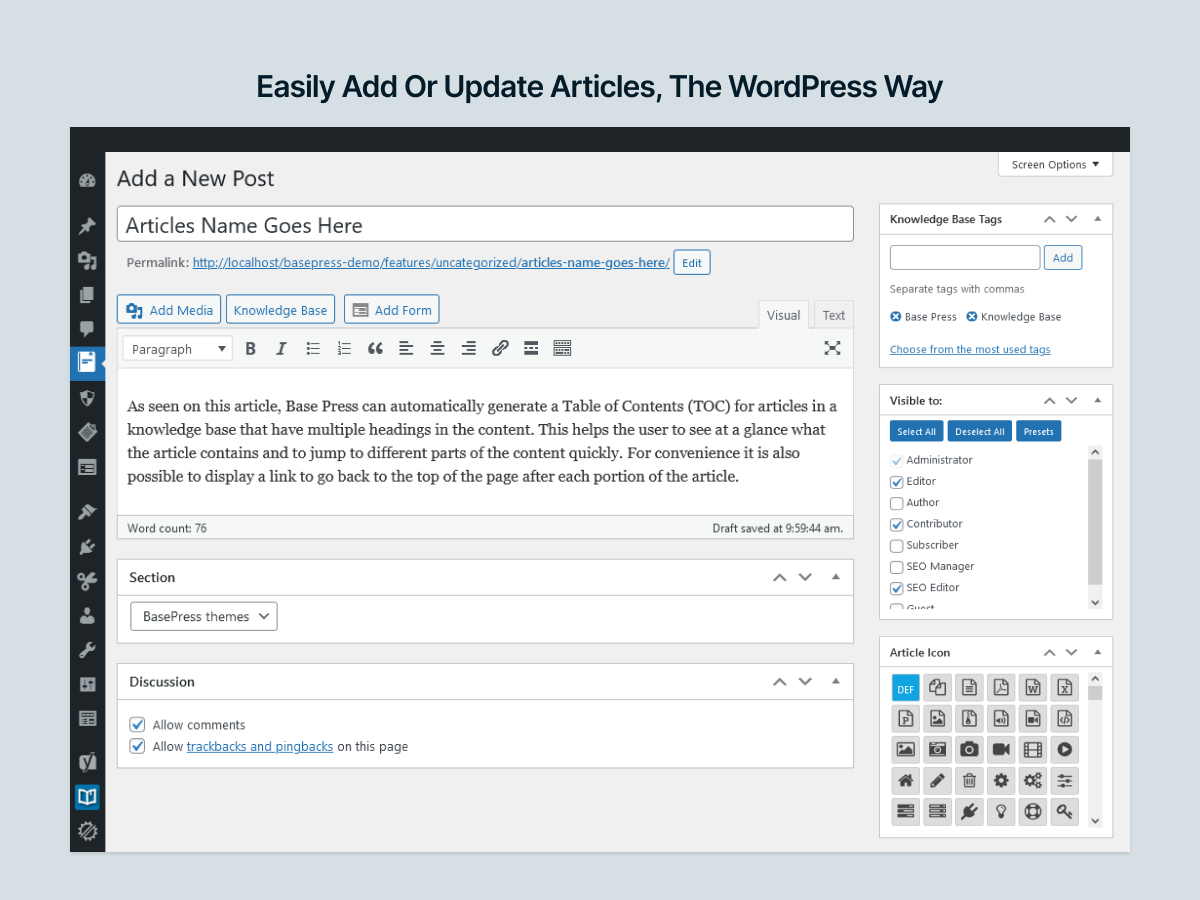 Easily Add Or Update Articles, The WordPress Way
Screen Options
Add a New Post
Articles Name Goes Here
Permalink: http://localhost/basepress-demo/features/uncategorized/articles-name-goes-here/ Edit
Add Media Knowledge Base Add Form
Visual Text
Paragraph B I
As seen on this article, Base Press can automatically generate a Table of Contents (TOC) for articles in a
knowledge base that have multiple headings in the content. This helps the user to see at a glance what
the article contains and to jump to different parts of the content quickly. For convenience it is also
possible to display a link to go back to the top of the page after each portion of the article.
Word count: 76 Draft saved at 9:59:44 am.
Section
BasePress themes
Discussion
Allow comments
Allow trackbacks and pingbacks on this page
Knowledge Base Tags
Add
Separate tags with commas
Base Press Knowledge Base
Choose from the most used tags
Visible to:
Select All Deselect All Presets
Administrator
Editor
Author
Contributor
Subscriber
SEO Manager
SEO Editor
Guest
Article Icon
DEF W X
P